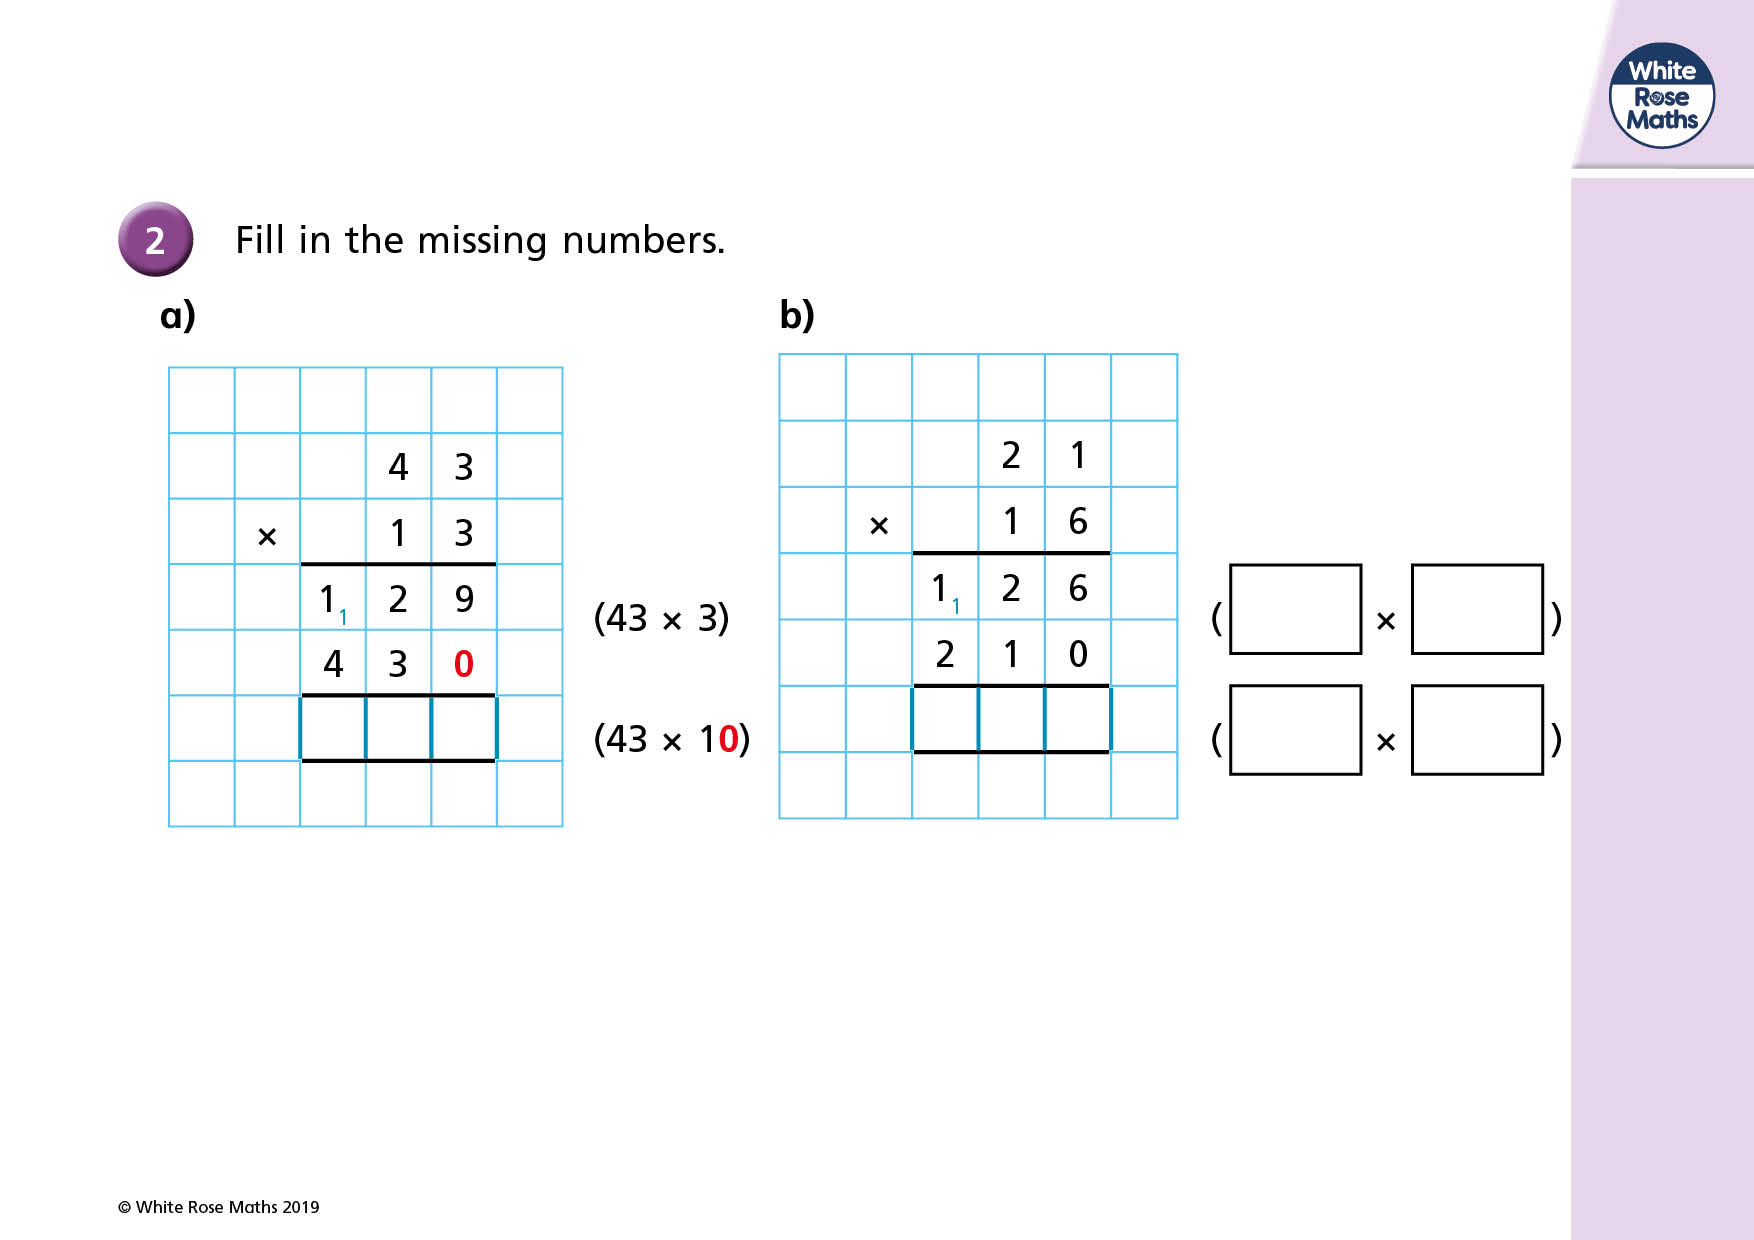 White
Rose
Maths
2 Fill in the missing numbers.
a)
4 3
× 1 3
1 1 2 9 (43 × 3)
4 3 0
(43 × 10)
b)
2 1
× 1 6
1 1 2 6 ( × )
2 1 0
( × )
© White Rose Maths 2019